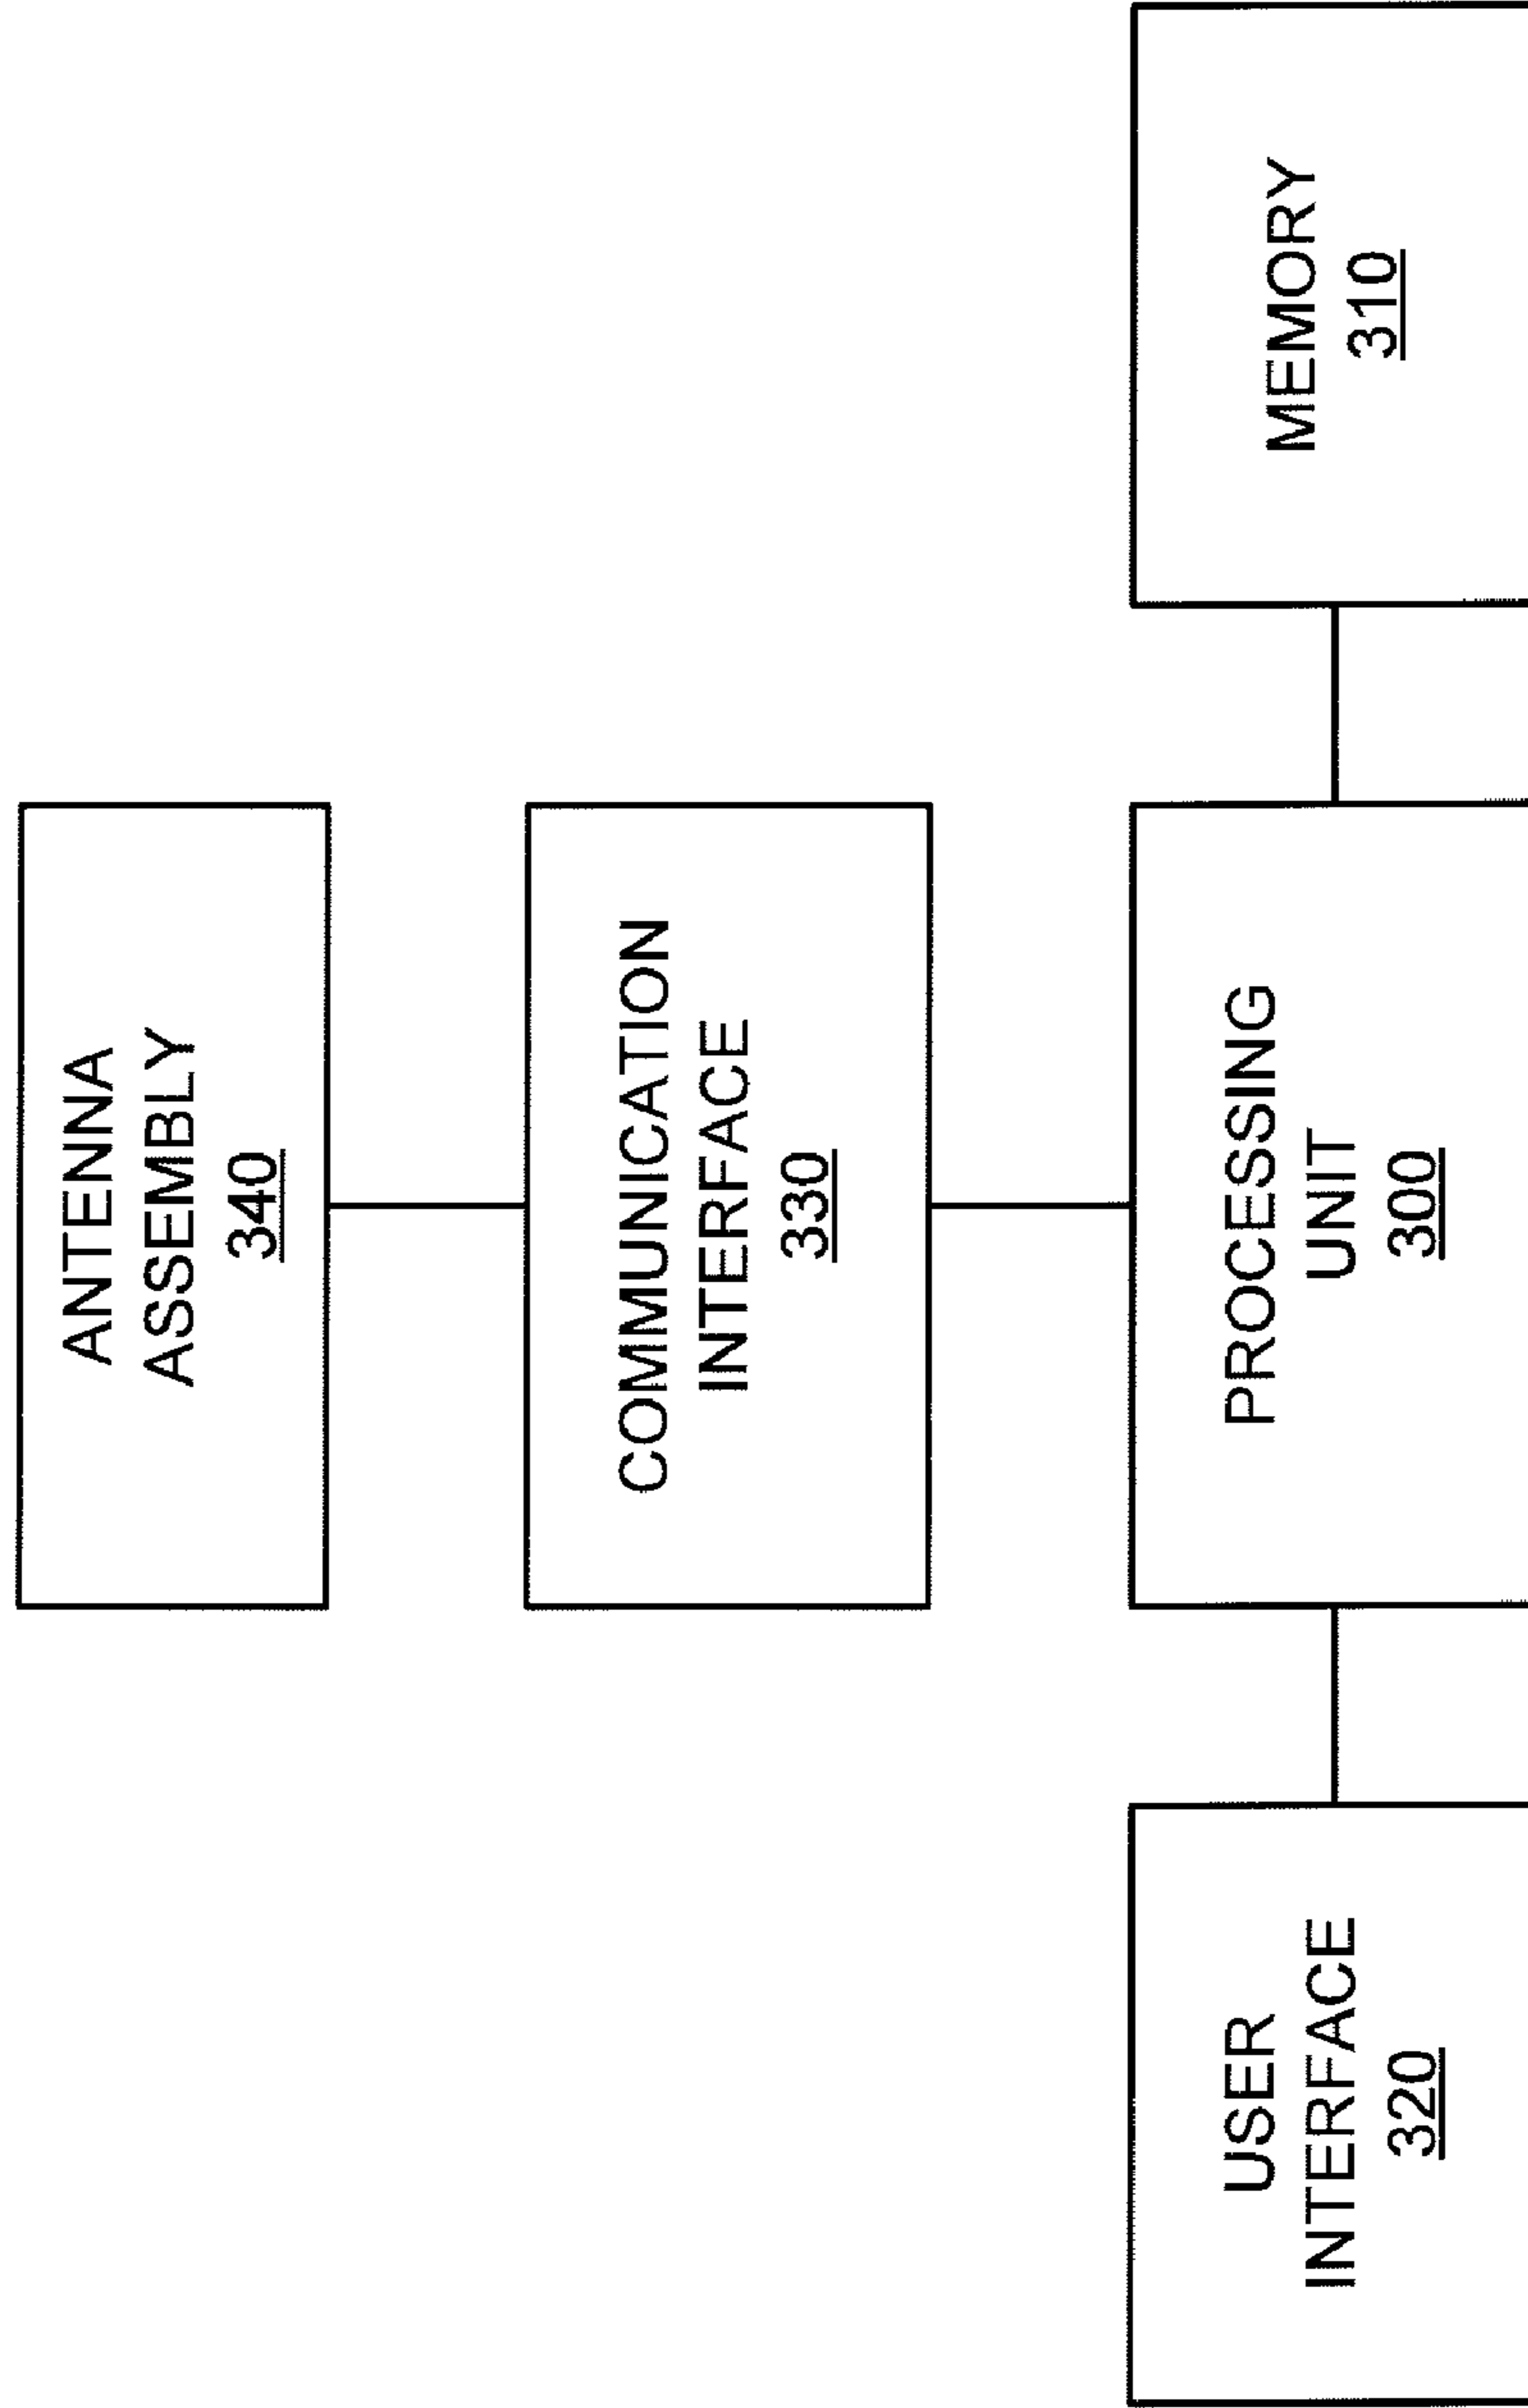 ANTENNA
ASSEMBLY
340
COMMUNICATION
INTERFACE
330
USER
INTERFACE
320
PROCESSING
UNIT
300
MEMORY
310